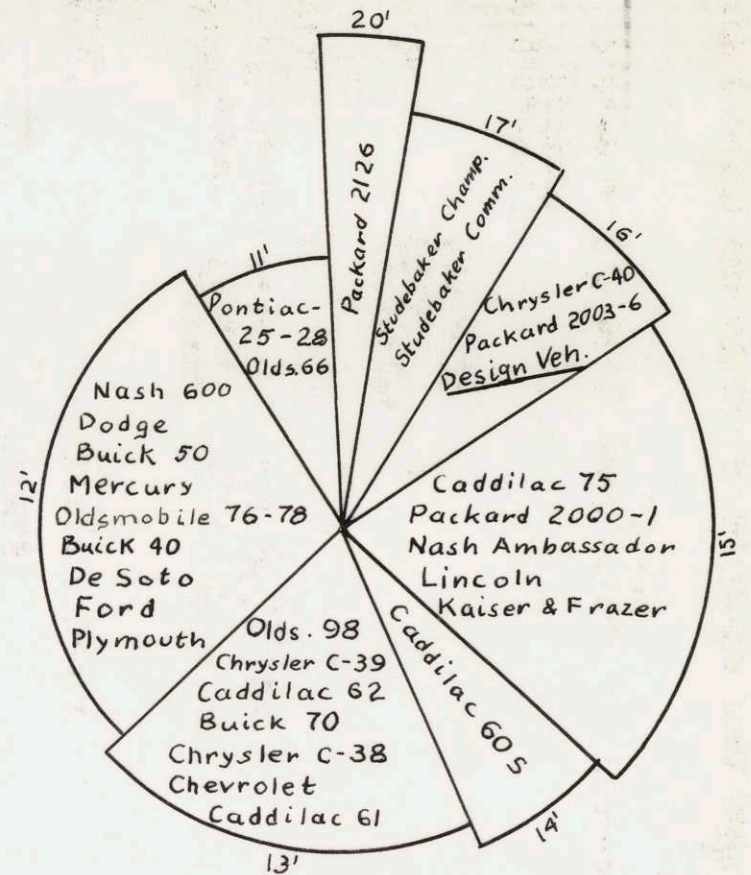 20'
Packard 2126
17'
Studebaker Champ.
Studebaker Comm.
16'
Chrysler C-40
Packard 2003-6
Design Veh.
15'
Caddilac 75
Packard 2000-1
Nash Ambassador
Lincoln
Kaiser & Frazer
14'
Caddilac 60 S
13'
Olds. 98
Chrysler C-39
Caddilac 62
Buick 70
Chrysler C-38
Chevrolet
Caddilac 61
12'
Nash 600
Dodge
Buick 50
Mercury
Oldsmobile 76-78
Buick 40
De Soto
Ford
Plymouth
11'
Pontiac-
25-28
Olds. 66